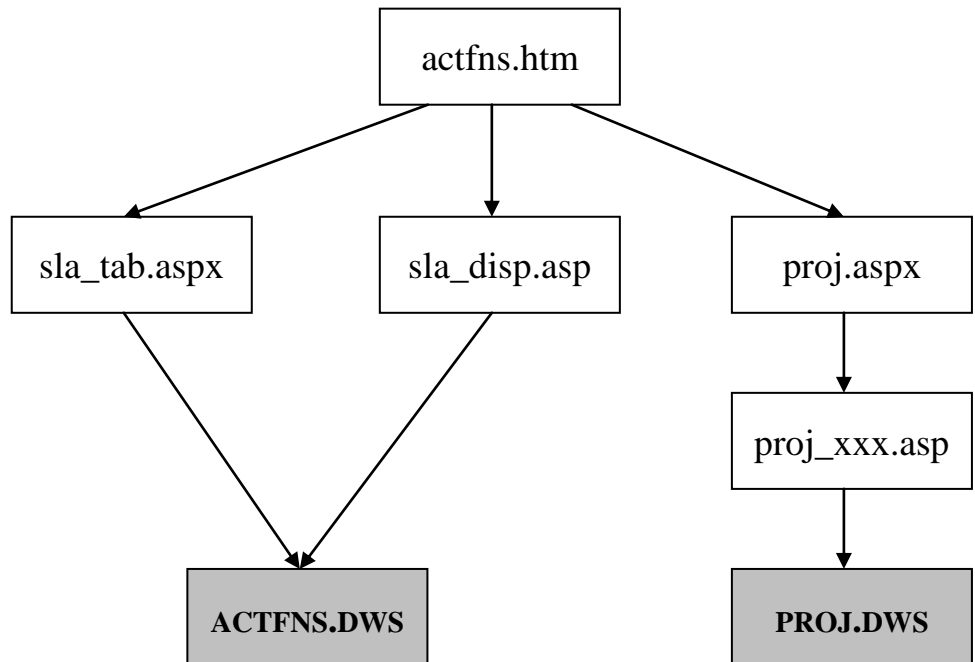 actfns.htm
sla_tab.aspx
sla_disp.asp
proj.aspx
proj_xxx.asp
ACTFNS.DWS
PROJ.DWS